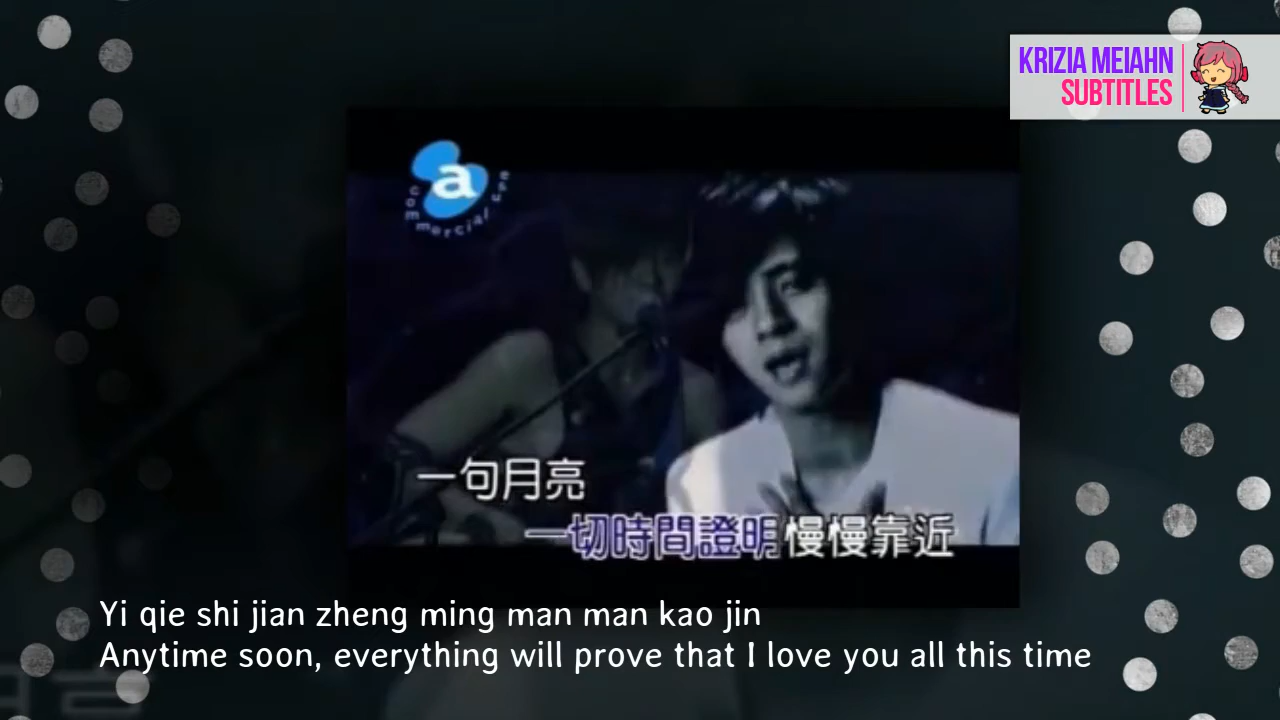 KRIZIA MEIAHN
SUBTITLES
a
commercial use
一句月亮
一切時間證明慢慢靠近
Yi qie shi jian zheng ming man man kao jin
Anytime soon, everything will prove that I love you all this time